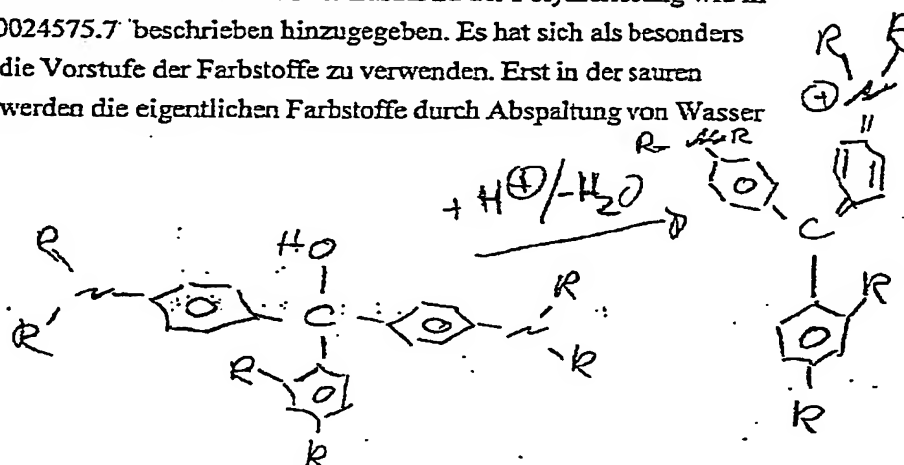 0024575.7 beschrieben hinzugegeben. Es hat sich als besonders
die Vorstufe der Farbstoffe zu verwenden. Erst in der sauren
werden die eigentlichen Farbstoffe durch Abspaltung von Wasser
R R
⊕ N
R N R
+ H⊕/-H2O
C
R
R
HO
R N
R
C
N R
R
R
R